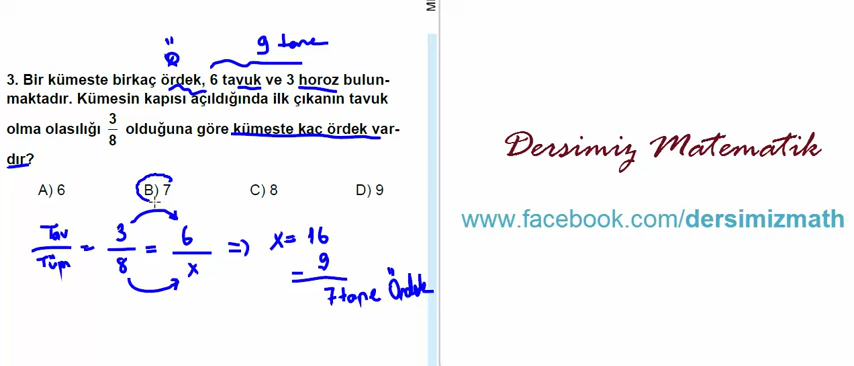 Ö 9 tane
3. Bir kümeste birkaç ördek, 6 tavuk ve 3 horoz bulun-
maktadır. Kümesin kapısı açıldığında ilk çıkanın tavuk
olma olasılığı 3/8 olduğuna göre kümeste kaç ördek var-
dır?
A) 6 B) 7 C) 8 D) 9
Tav/Tüm = 3/8 = 6/x ⇒ x = 16
- 9
7 tane Ördek
Dersimiz Matematik
www.facebook.com/dersimizmath